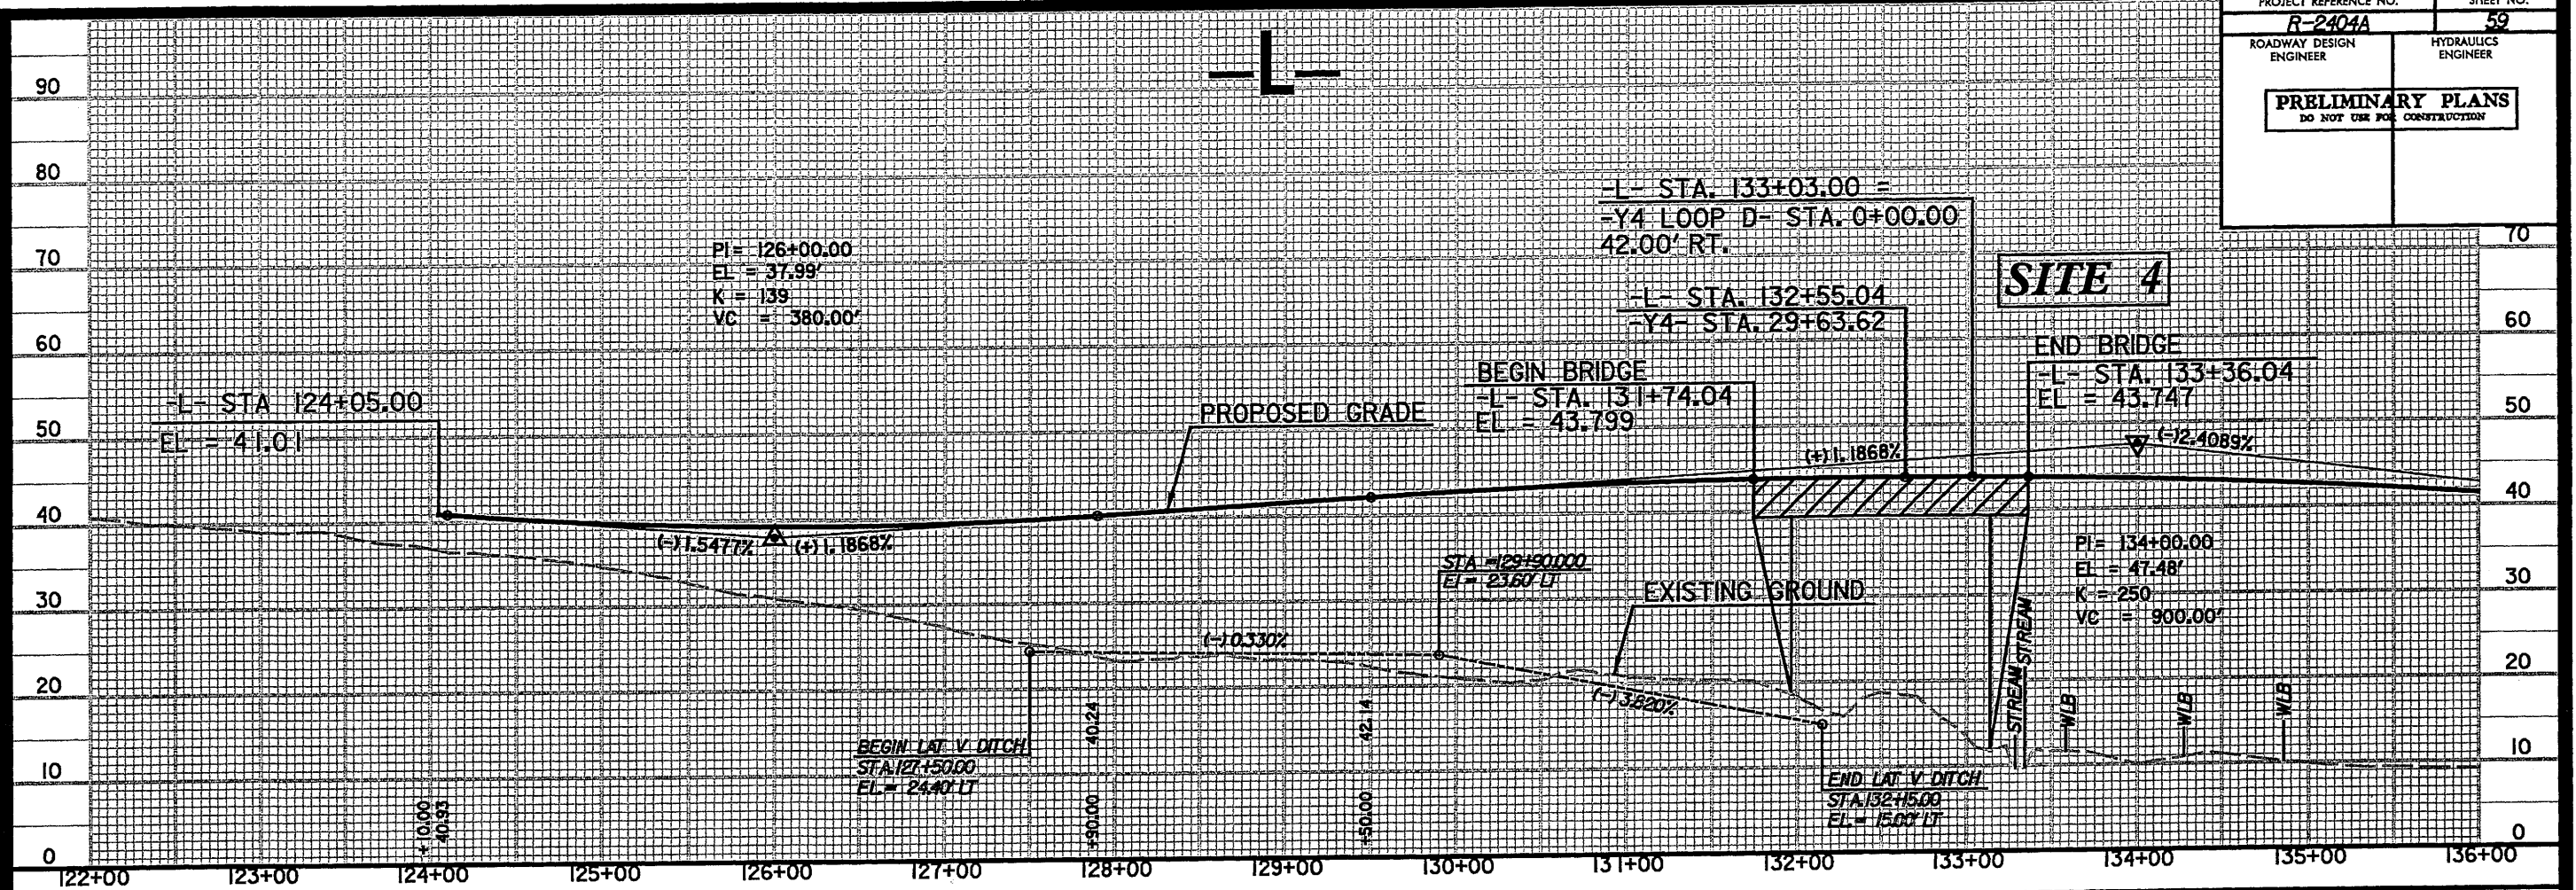 PROJECT REFERENCE NO.
SHEET NO.
R-2404A
59
ROADWAY DESIGN
ENGINEER
HYDRAULICS
ENGINEER
PRELIMINARY PLANS
DO NOT USE FOR CONSTRUCTION
-L-
90
80
70
60
50
40
30
20
10
0
70
60
50
40
30
20
10
0
-L- STA 124+05.00
EL = 41.01
PI = 126+00.00
EL = 37.99'
K = 139
VC = 380.00'
(-)1.5477%
(+)1.1868%
PROPOSED GRADE
BEGIN BRIDGE
-L- STA. 131+74.04
EL = 43.799
-L- STA. 133+03.00 =
-Y4 LOOP D- STA. 0+00.00
42.00' RT.
-L- STA. 132+55.04
-Y4- STA. 29+63.62
SITE 4
END BRIDGE
-L- STA. 133+36.04
EL = 43.747
(+)1.1868%
(-)2.4089%
PI = 134+00.00
EL = 47.48'
K = 250
VC = 900.00'
STA =129+90.000
El = 23.60' LT
EXISTING GROUND
(-)0.330%
(-)3.820%
BEGIN LAT V DITCH
STA.127+50.00
EL.= 24.40' LT
END LAT V DITCH
STA.132+15.00
EL.= 15.00' LT
STREAM
STREAM
WLB
WLB
WLB
+10.00
40.93
+90.00
40.24
+50.00
42.14
122+00
123+00
124+00
125+00
126+00
127+00
128+00
129+00
130+00
131+00
132+00
133+00
134+00
135+00
136+00